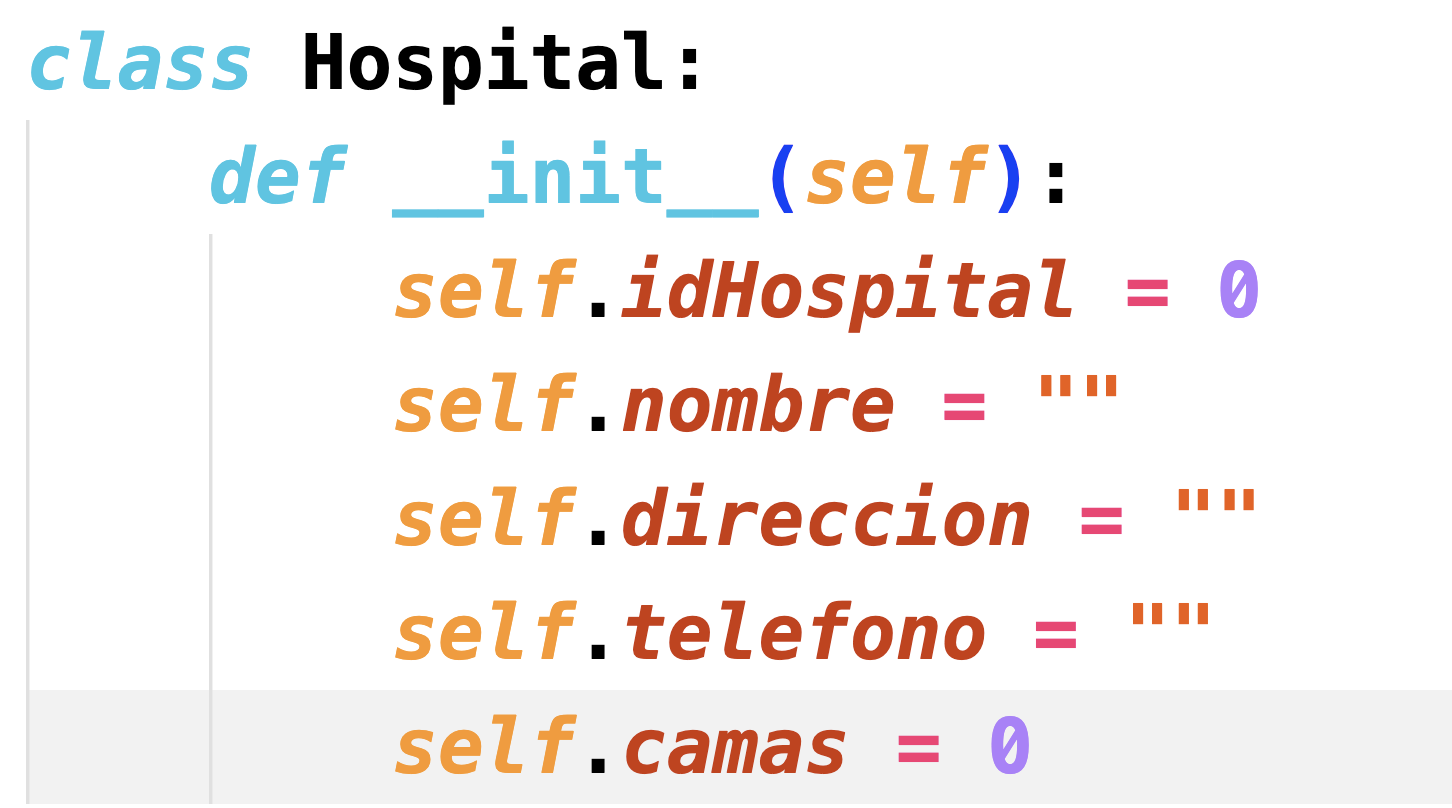 class Hospital:
    def __init__(self):
        self.idHospital = 0
        self.nombre = ""
        self.direccion = ""
        self.telefono = ""
        self.camas = 0